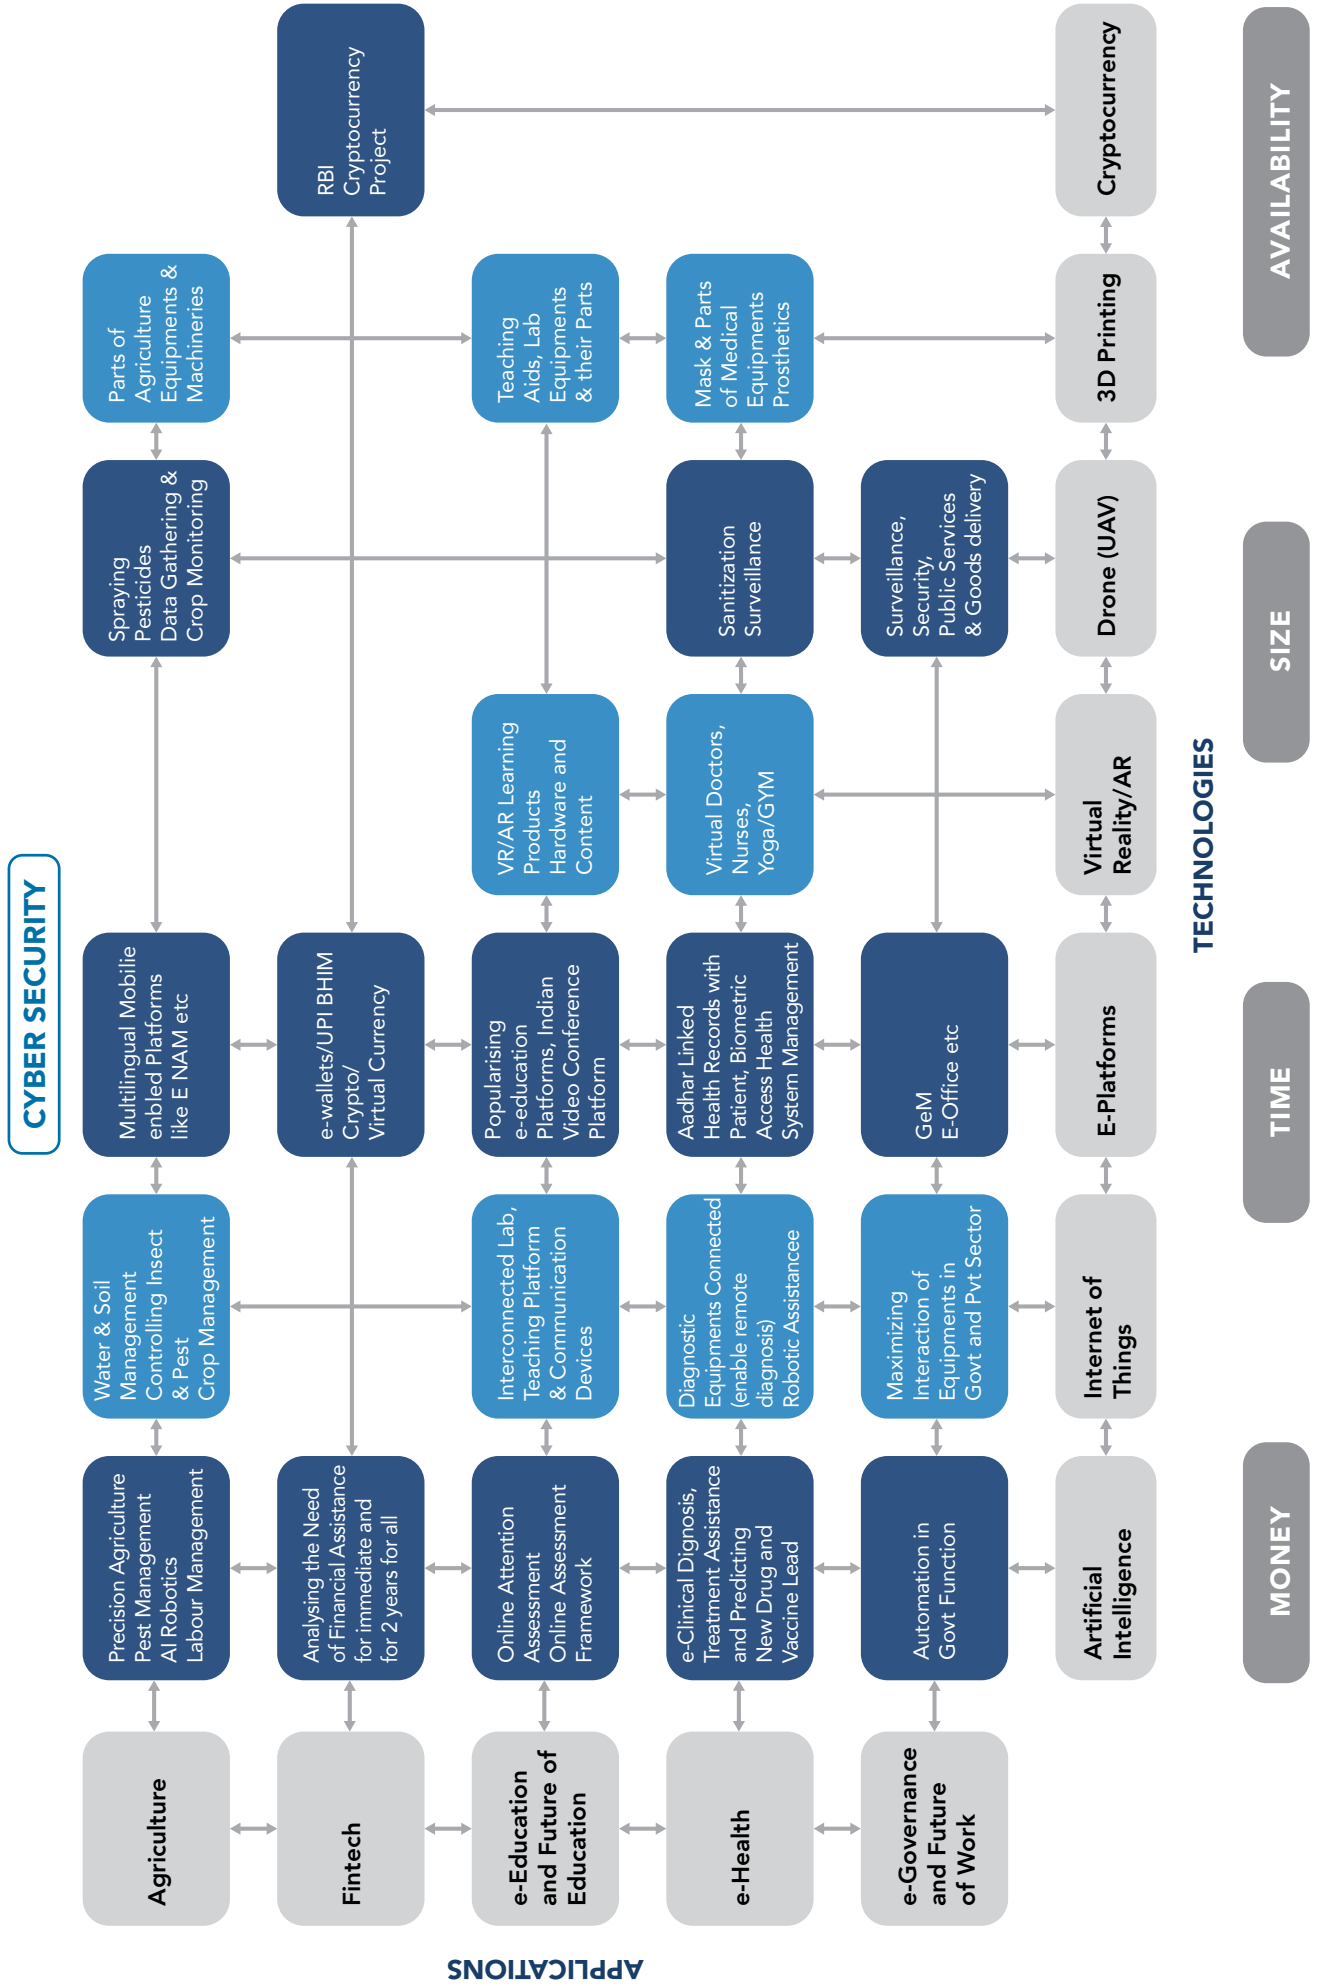 CYBER SECURITY
APPLICATIONS
Agriculture
Precision Agriculture
Pest Management
AI Robotics
Labour Management
Water & Soil
Management
Controlling Insect
& Pest
Crop Management
Multilingual Mobilie
enbled Platforms
like E NAM etc
Spraying
Pesticides
Data Gathering &
Crop Monitoring
Parts of
Agriculture
Equipments &
Machineries
Fintech
Analysing the Need
of Financial Assistance
for immediate and
for 2 years for all
e-wallets/UPI BHIM
Crypto/
Virtual Currency
RBI
Cryptocurrency
Project
e-Education
and Future of
Education
Online Attention
Assessment
Online Assessment
Framework
Interconnected Lab,
Teaching Platform
& Communication
Devices
Popularising
e-education
Platforms, Indian
Video Conference
Platform
VR/AR Learning
Products
Hardware and
Content
Teaching
Aids, Lab
Equipments
& their Parts
e-Health
e-Clinical Dignosis,
Treatment Assistance
and Predicting
New Drug and
Vaccine Lead
Diagnostic
Equipments Connected
(enable remote
diagnosis)
Robotic Assistancee
Aadhar Linked
Health Records with
Patient, Biometric
Access Health
System Management
Virtual Doctors,
Nurses,
Yoga/GYM
Sanitization
Surveillance
Mask & Parts
of Medical
Equipments
Prosthetics
e-Governance
and Future
of Work
Automation in
Govt Function
Maximizing
Interaction of
Equipments in
Govt and Pvt Sector
GeM
E-Office etc
Surveillance,
Security,
Public Services
& Goods delivery
Artificial
Intelligence
Internet of
Things
E-Platforms
Virtual
Reality/AR
Drone (UAV)
3D Printing
Cryptocurrency
TECHNOLOGIES
MONEY
TIME
SIZE
AVAILABILITY